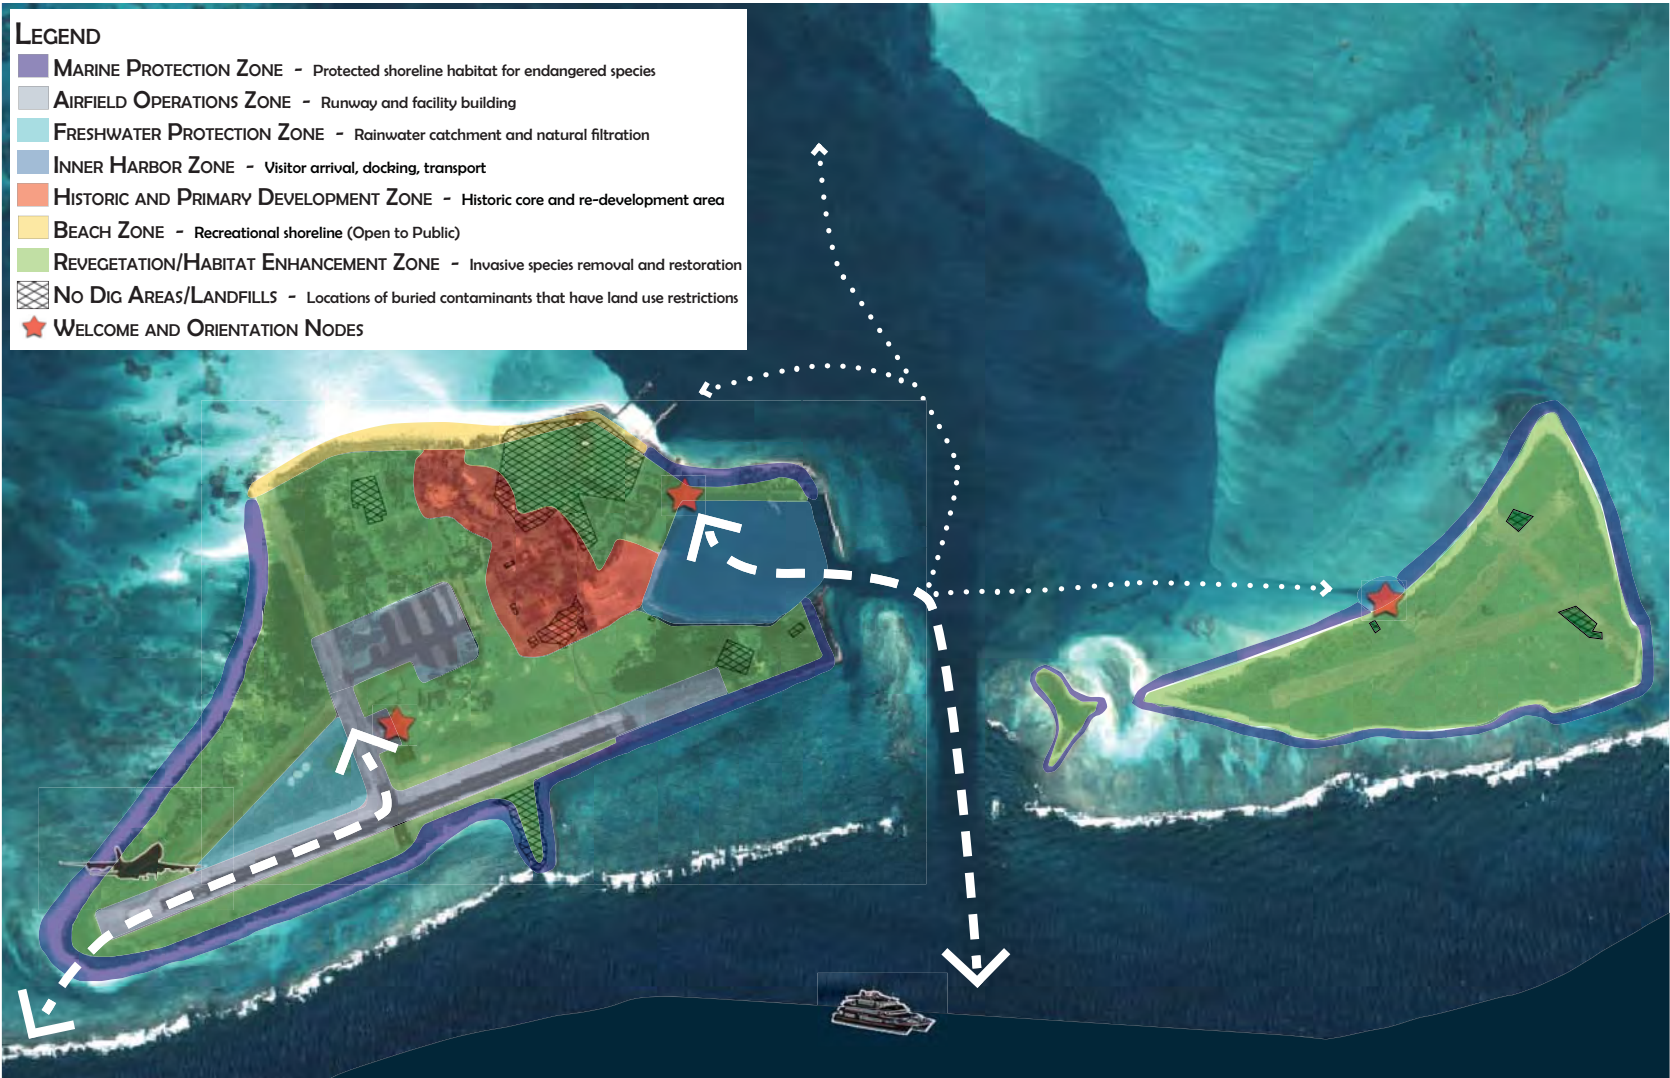 LEGEND
MARINE PROTECTION ZONE - Protected shoreline habitat for endangered species
AIRFIELD OPERATIONS ZONE - Runway and facility building
FRESHWATER PROTECTION ZONE - Rainwater catchment and natural filtration
INNER HARBOR ZONE - Visitor arrival, docking, transport
HISTORIC AND PRIMARY DEVELOPMENT ZONE - Historic core and re-development area
BEACH ZONE - Recreational shoreline (Open to Public)
REVEGETATION/HABITAT ENHANCEMENT ZONE - Invasive species removal and restoration
NO DIG AREAS/LANDFILLS - Locations of buried contaminants that have land use restrictions
WELCOME AND ORIENTATION NODES